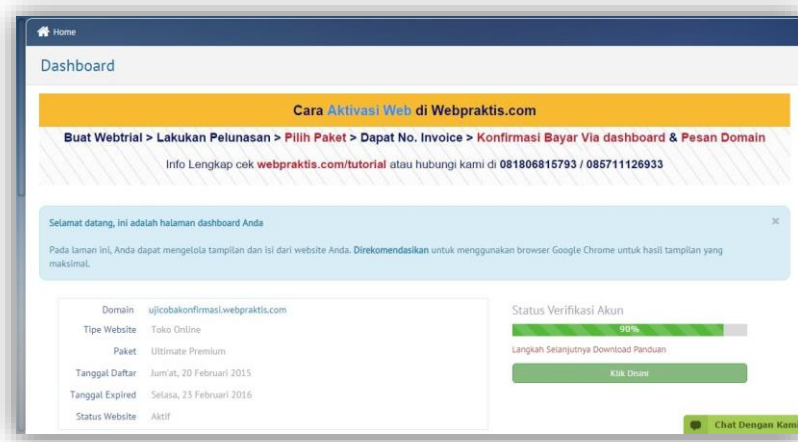 Home
Dashboard
Cara Aktivasi Web di Webpraktis.com
Buat Webtrial > Lakukan Pelunasan > Pilih Paket > Dapat No. Invoice > Konfirmasi Bayar Via dashboard & Pesan Domain
Info Lengkap cek webpraktis.com/tutorial atau hubungi kami di 081806815793 / 085711126933
Selamat datang, ini adalah halaman dashboard Anda
×
Pada laman ini, Anda dapat mengelola tampilan dan isi dari website Anda. Direkomendasikan untuk menggunakan browser Google Chrome untuk hasil tampilan yang
maksimal.
Domain ujicobakonfirmasi.webpraktis.com
Tipe Website Toko Online
Paket Ultimate Premium
Tanggal Daftar Jum'at, 20 Februari 2015
Tanggal Expired Selasa, 23 Februari 2016
Status Website Aktif
Status Verifikasi Akun
90%
Langkah Selanjutnya Download Panduan
Klik Disini
Chat Dengan Kami